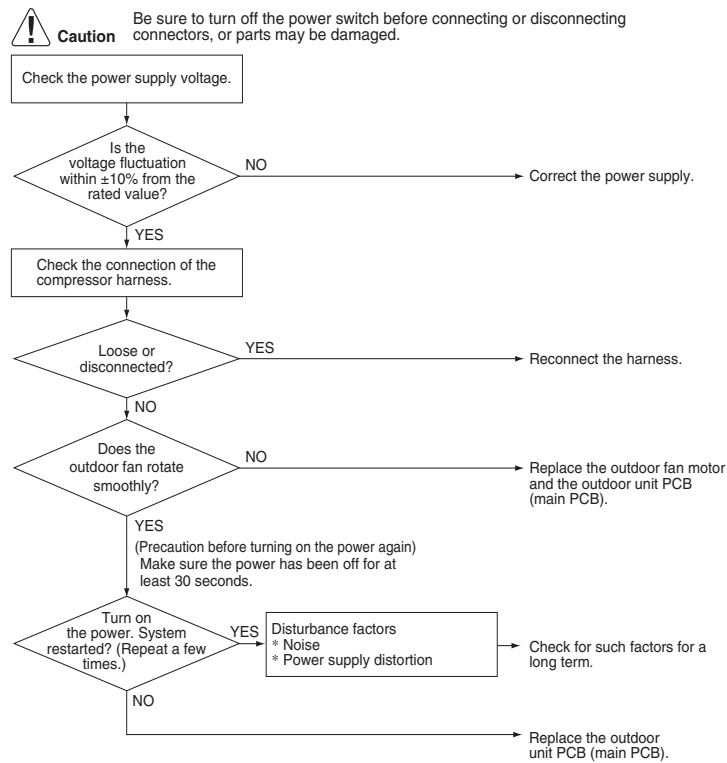 Caution
Be sure to turn off the power switch before connecting or disconnecting
connectors, or parts may be damaged.
Check the power supply voltage.
Is the
voltage fluctuation
within ±10% from the
rated value?
NO
Correct the power supply.
YES
Check the connection of the
compressor harness.
Loose or
disconnected?
YES
Reconnect the harness.
NO
Does the
outdoor fan rotate
smoothly?
NO
Replace the outdoor fan motor
and the outdoor unit PCB
(main PCB).
YES
(Precaution before turning on the power again)
Make sure the power has been off for at
least 30 seconds.
Turn on
the power. System
restarted? (Repeat a few
times.)
YES
Disturbance factors
* Noise
* Power supply distortion
Check for such factors for a
long term.
NO
Replace the outdoor
unit PCB (main PCB).